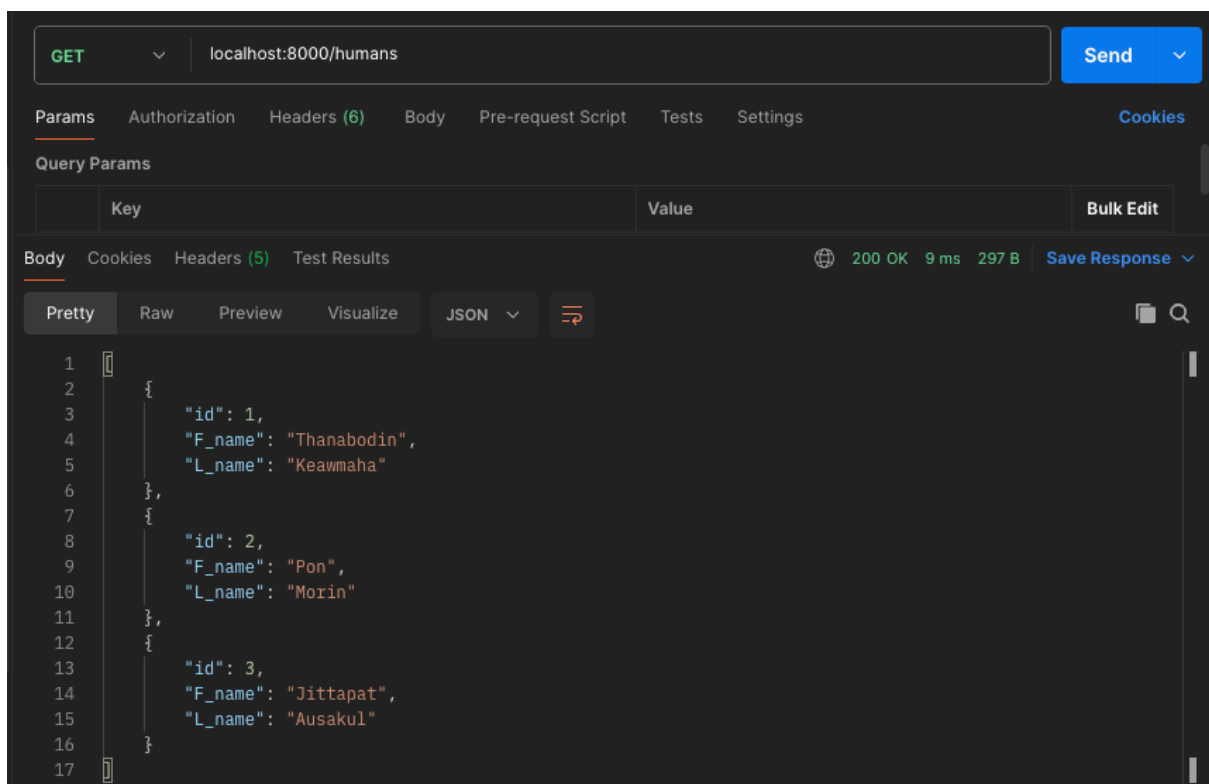 GET localhost:8000/humans Send
Params Authorization Headers (6) Body Pre-request Script Tests Settings Cookies
Query Params
Key Value Bulk Edit
Body Cookies Headers (5) Test Results 200 OK 9 ms 297 B Save Response
Pretty Raw Preview Visualize JSON
1 [
2 {
3 "id": 1,
4 "F_name": "Thanabodin",
5 "L_name": "Keawmaha"
6 },
7 {
8 "id": 2,
9 "F_name": "Pon",
10 "L_name": "Morin"
11 },
12 {
13 "id": 3,
14 "F_name": "Jittapat",
15 "L_name": "Ausakul"
16 }
17 ]